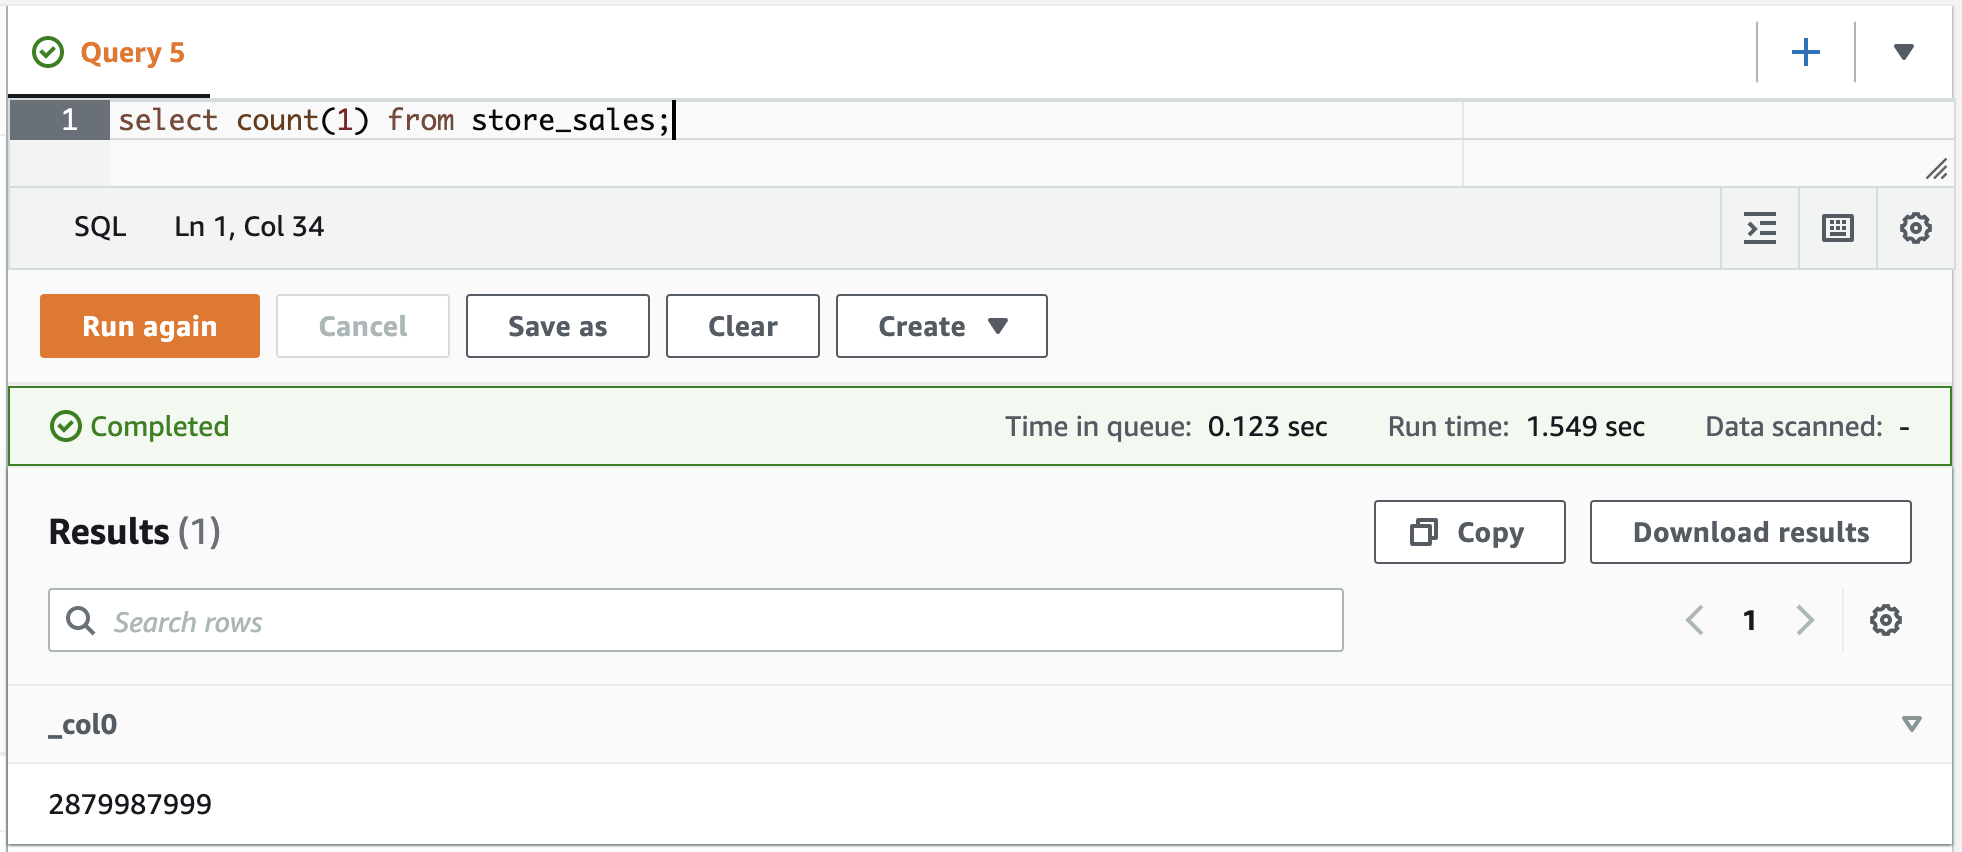 Query 5
1 select count(1) from store_sales;
SQL Ln 1, Col 34
Run again Cancel Save as Clear Create
Completed Time in queue: 0.123 sec Run time: 1.549 sec Data scanned: -
Results (1) Copy Download results
Search rows 1
_col0
2879987999